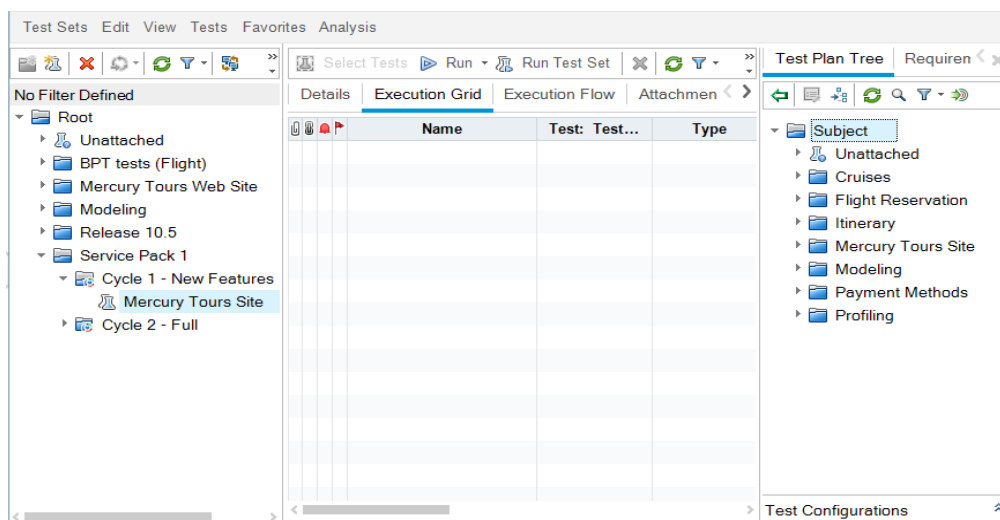 Test Sets Edit View Tests Favorites Analysis
Select Tests Run Run Test Set
Test Plan Tree Requiren
No Filter Defined
Details Execution Grid Execution Flow Attachmen
Name Test: Test... Type
Root
Unattached
BPT tests (Flight)
Mercury Tours Web Site
Modeling
Release 10.5
Service Pack 1
Cycle 1 - New Features
Mercury Tours Site
Cycle 2 - Full
Subject
Unattached
Cruises
Flight Reservation
Itinerary
Mercury Tours Site
Modeling
Payment Methods
Profiling
Test Configurations